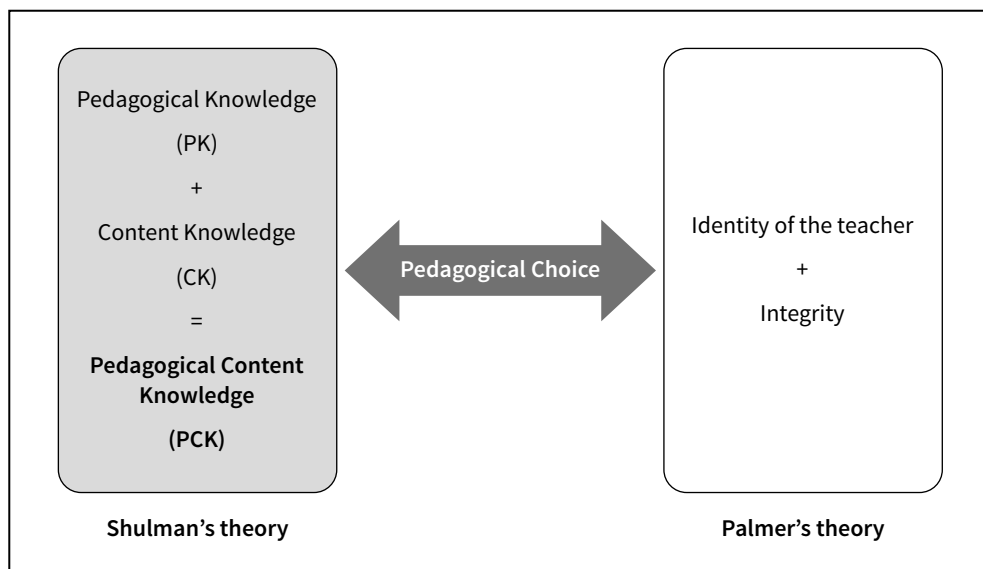 Pedagogical Knowledge
(PK)
+
Content Knowledge
(CK)
=
Pedagogical Content
Knowledge
(PCK)
Shulman’s theory
Pedagogical Choice
Identity of the teacher
+
Integrity
Palmer’s theory